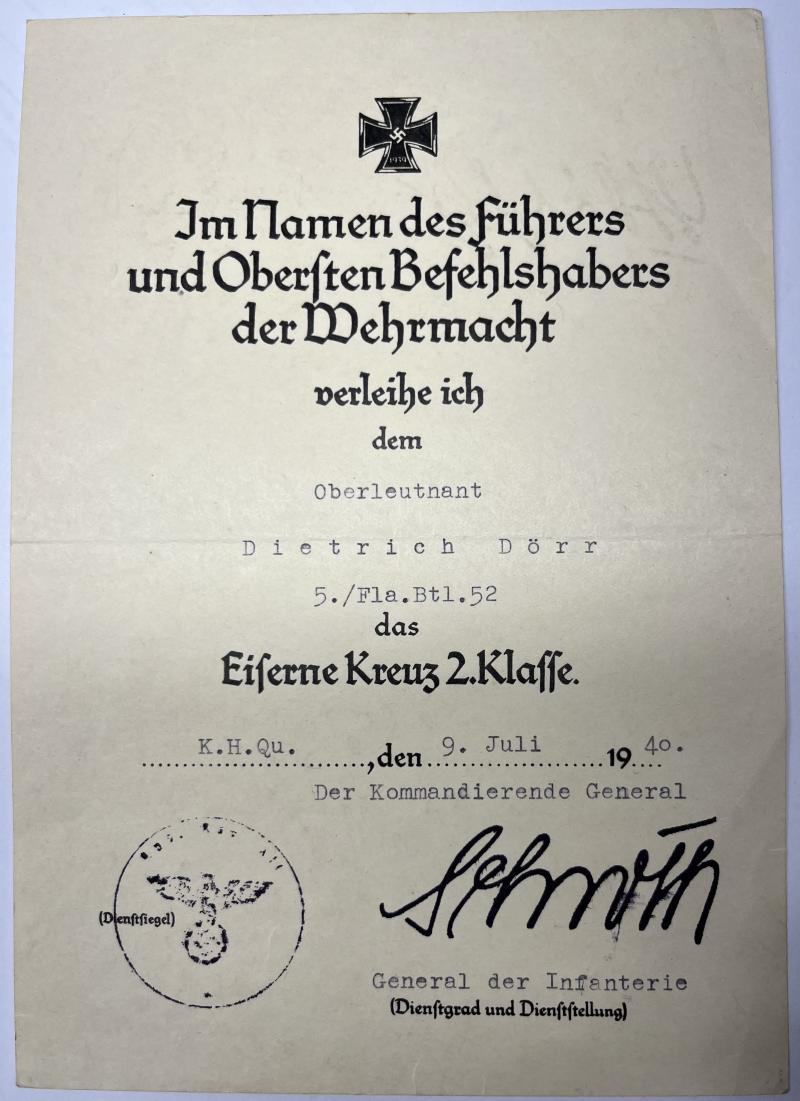 1939
Im Namen des Führers
und Oberſten Befehlshabers
der Wehrmacht
verleihe ich
dem
Oberleutnant
Dietrich Dörr
5./Fla.Btl.52
das
Eiſerne Kreuz 2.Klaſſe.
K.H.Qu. , den 9. Juli 1940.
Der Kommandierende General
(Dienſtſiegel)
Schroth
General der Infanterie
(Dienſtgrad und Dienſtſtellung)